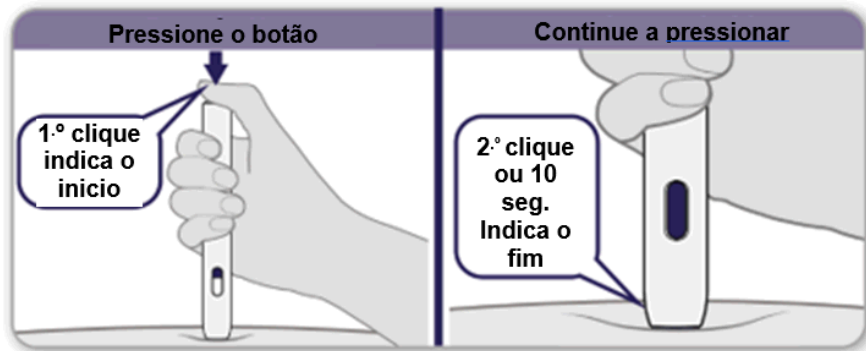 Pressione o botão
1.º clique
indica o
inicio
Continue a pressionar
2.º clique
ou 10
seg.
Indica o
fim